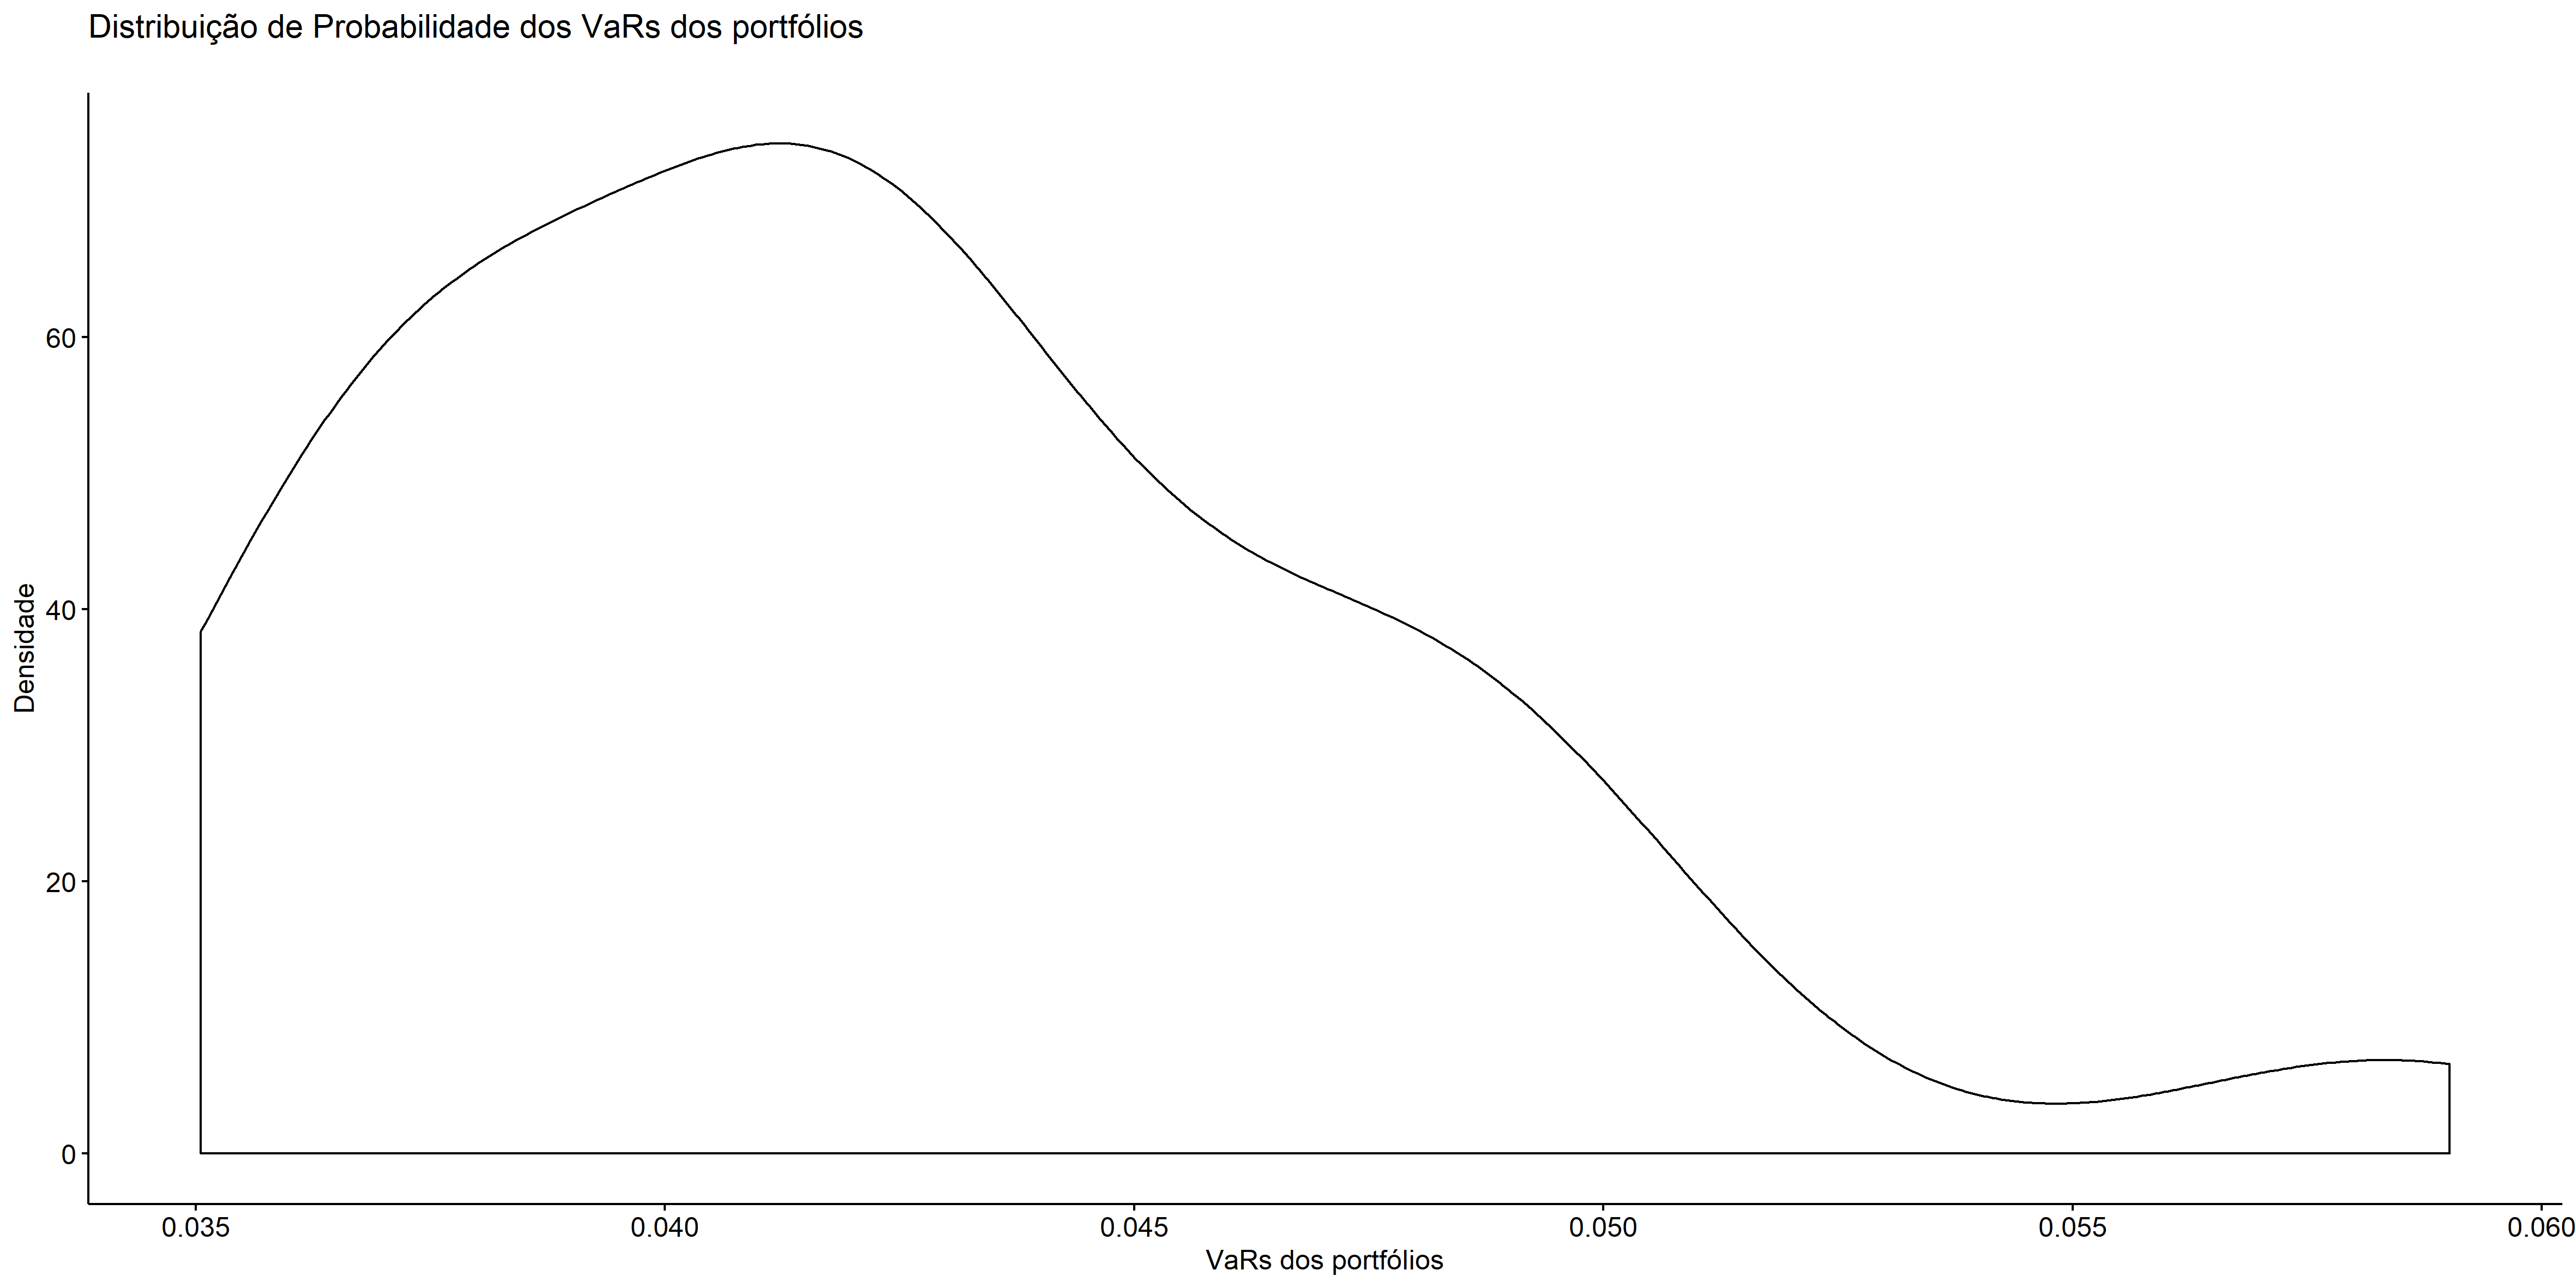 Distribuição de Probabilidade dos VaRs dos portfólios
Densidade
60
40
20
0
0.035 0.040 0.045 0.050 0.055 0.060
VaRs dos portfólios